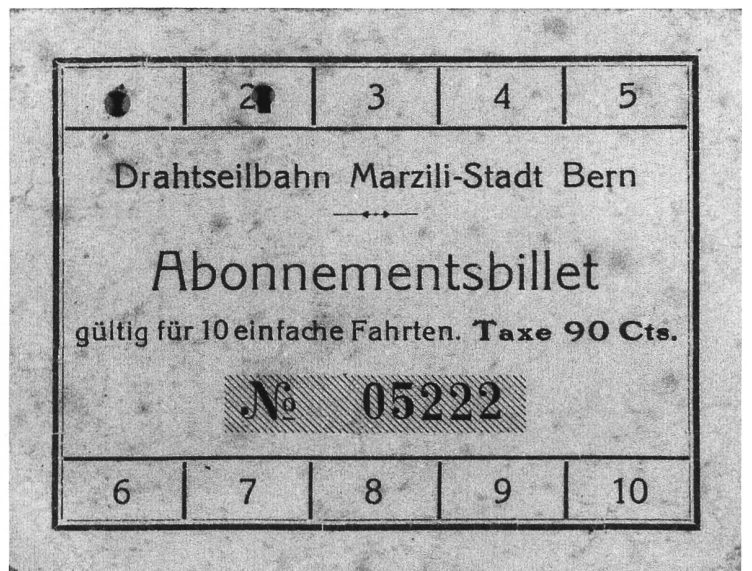 2 3 4 5
Drahtseilbahn Marzili-Stadt Bern
Abonnementsbillet
gültig für 10 einfache Fahrten. Taxe 90 Cts.
№ 05222
6 7 8 9 10